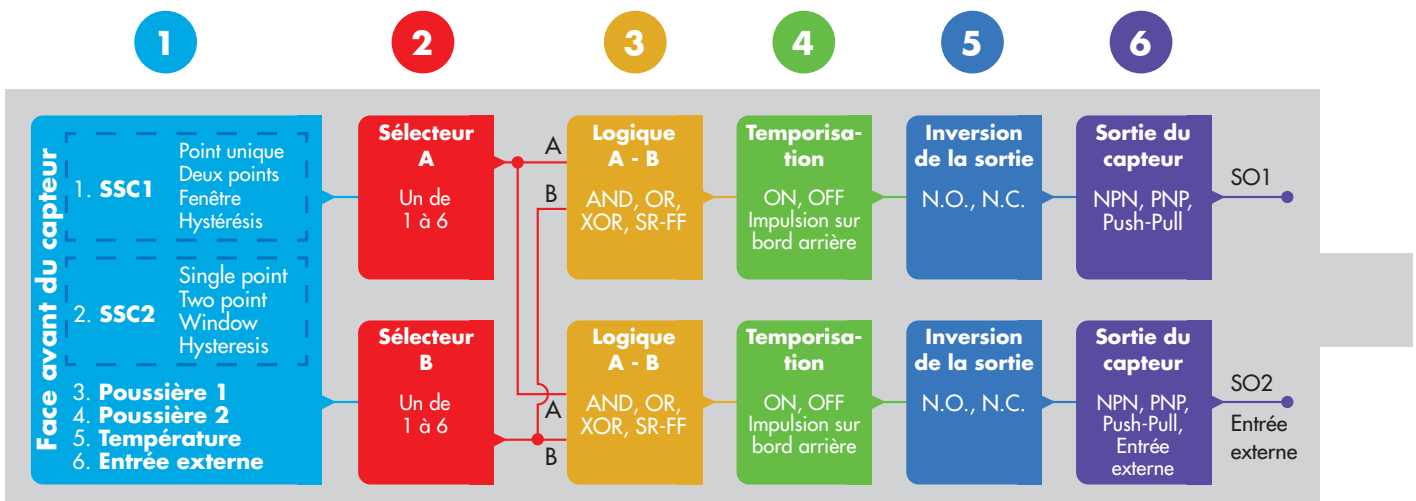 1
2
3
4
5
6
Face avant du capteur
1. SSC1
Point unique
Deux points
Fenêtre
Hystérésis
2. SSC2
Single point
Two point
Window
Hysteresis
3. Poussière 1
4. Poussière 2
5. Température
6. Entrée externe
Sélecteur
A
Un de
1 à 6
Sélecteur
B
Un de
1 à 6
A
B
A
B
Logique
A - B
AND, OR,
XOR, SR-FF
Temporisa-
tion
ON, OFF
Impulsion sur
bord arrière
Inversion
de la sortie
N.O., N.C.
Sortie du
capteur
NPN, PNP,
Push-Pull
SO1
Logique
A - B
AND, OR,
XOR, SR-FF
Temporisa-
tion
ON, OFF
Impulsion sur
bord arrière
Inversion
de la sortie
N.O., N.C.
Sortie du
capteur
NPN, PNP,
Push-Pull,
Entrée
externe
SO2
Entrée
externe